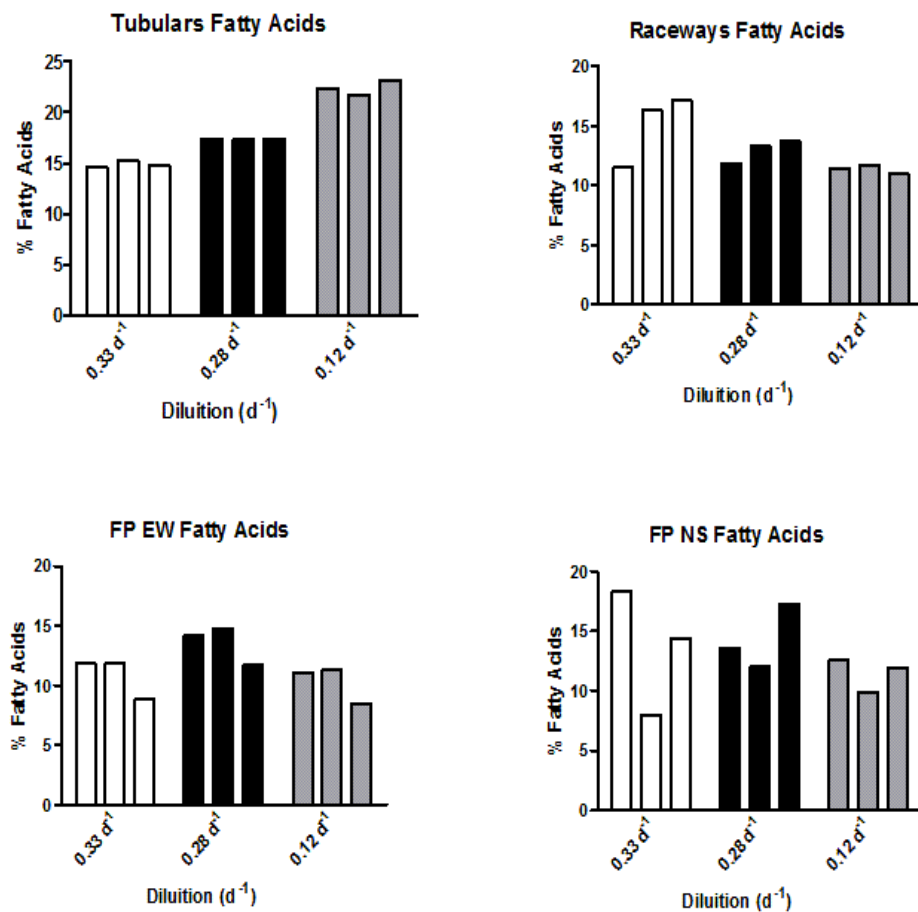 Tubulars Fatty Acids
% Fatty Acids
25
20
15
10
5
0
0.33 d⁻¹
0.28 d⁻¹
0.12 d⁻¹
Diluition (d⁻¹)
Raceways Fatty Acids
% Fatty Acids
20
15
10
5
0
0.33 d⁻¹
0.28 d⁻¹
0.12 d⁻¹
Diluition (d⁻¹)
FP EW Fatty Acids
% Fatty Acids
20
15
10
5
0
0.33 d⁻¹
0.28 d⁻¹
0.12 d⁻¹
Diluition (d⁻¹)
FP NS Fatty Acids
% Fatty Acids
20
15
10
5
0
0.33 d⁻¹
0.28 d⁻¹
0.12 d⁻¹
Diluition (d⁻¹)